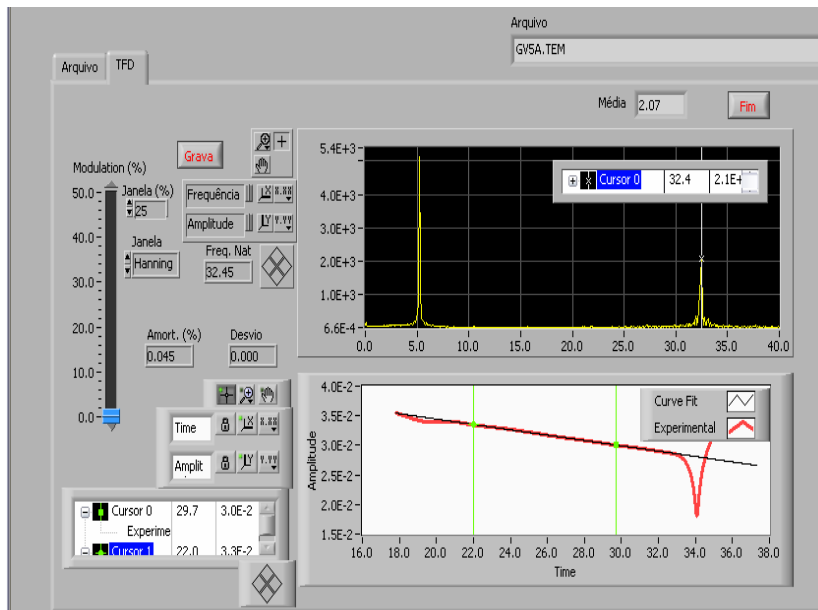 Arquivo
GV5A.TEM
Arquivo
TFD
Média
2.07
Fim
Grava
Modulation (%)
50.0
40.0
30.0
20.0
10.0
0.0
Janela (%)
25
Janela
Hanning
Frequência
X.XX
Amplitude
Y.YY
Freq. Nat
32.45
Amort. (%)
0.045
Desvio
0.000
5.4E+3
4.0E+3
3.0E+3
2.0E+3
1.0E+3
6.6E-4
0.0 5.0 10.0 15.0 20.0 25.0 30.0 35.0 40.0
Cursor 0 32.4 2.1E+
Time
X.XX
Amplit
Y.YY
Cursor 0 29.7 3.0E-2
Experime
Cursor 1 22.0 3.3E-2
Amplitude
4.0E-2
3.5E-2
3.0E-2
2.5E-2
2.0E-2
1.5E-2
16.0 18.0 20.0 22.0 24.0 26.0 28.0 30.0 32.0 34.0 36.0 38.0
Time
Curve Fit
Experimental